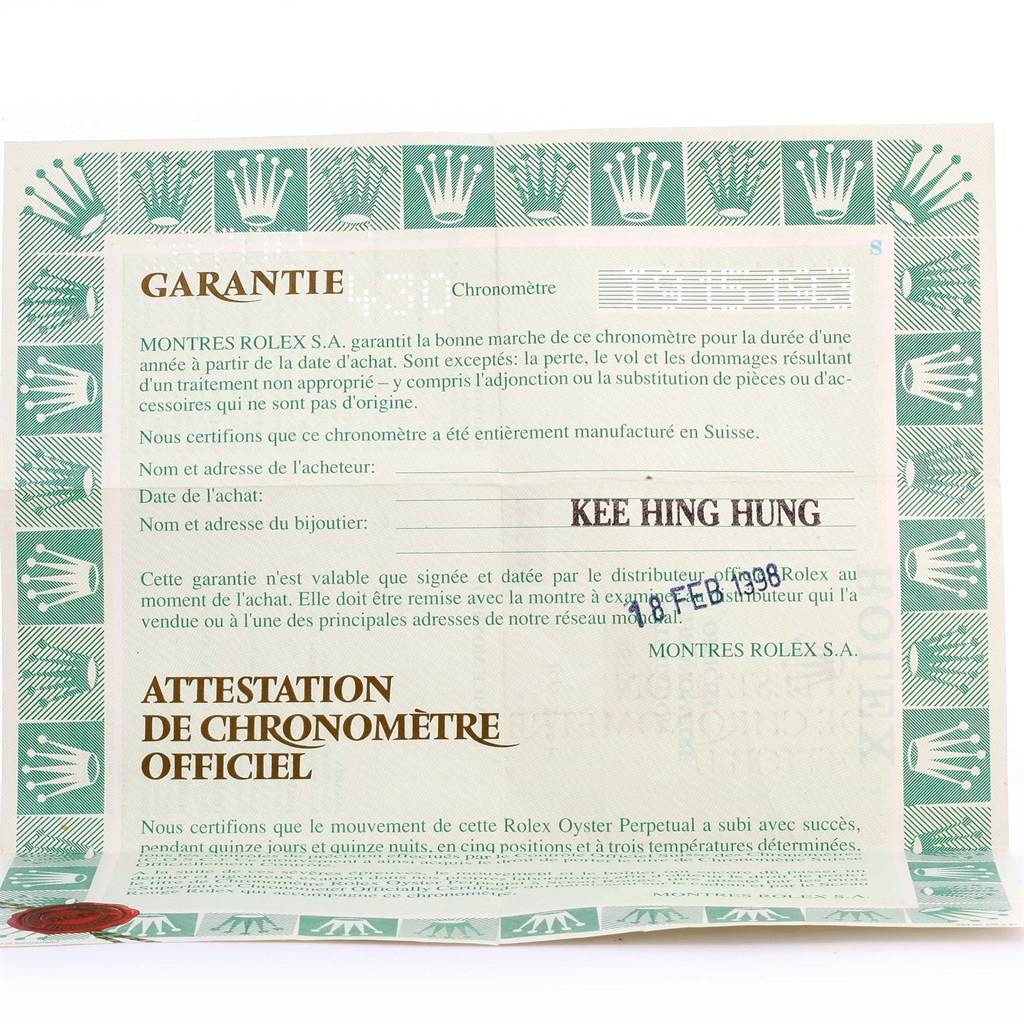 S
GARANTIE
430
Chronomètre
MONTRES ROLEX S.A. garantit la bonne marche de ce chronomètre pour la durée d'une
année à partir de la date d'achat. Sont exceptés: la perte, le vol et les dommages résultant
d'un traitement non approprié – y compris l'adjonction ou la substitution de pièces ou d'ac-
cessoires qui ne sont pas d'origine.
Nous certifions que ce chronomètre a été entièrement manufacturé en Suisse.
Nom et adresse de l'acheteur:
Date de l'achat:
KEE HING HUNG
Nom et adresse du bijoutier:
Cette garantie n'est valable que signée et datée par le distributeur officiel Rolex au
moment de l'achat. Elle doit être remise avec la montre à examiner au distributeur qui l'a
vendue ou à l'une des principales adresses de notre réseau mondial.
18 FEB 1998
MONTRES ROLEX S.A.
ATTESTATION
DE CHRONOMÈTRE
OFFICIEL
Nous certifions que le mouvement de cette Rolex Oyster Perpetual a subi avec succès,
pendant quinze jours et quinze nuits, en cinq positions et à trois températures déterminées,
MONTRES ROLEX S.A.